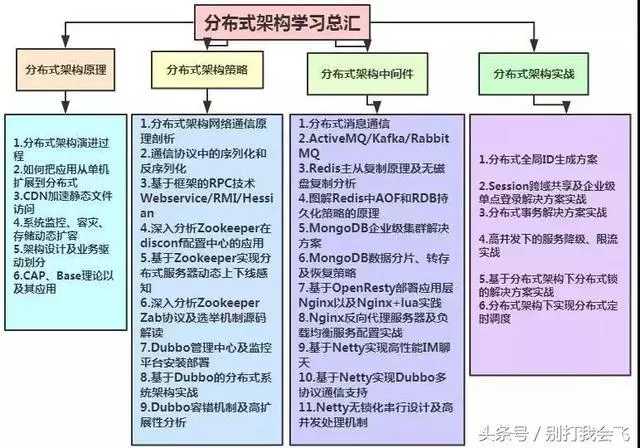 分布式架构学习总汇
分布式架构原理
分布式架构策略
分布式架构中间件
分布式架构实战
1.分布式架构演进过
程
2.如何把应用从单机
扩展到分布式
3.CDN加速静态文件
访问
4.系统监控、容灾、
存储动态扩容
5.架构设计及业务驱
动划分
6.CAP、Base理论以
及其应用
1.分布式架构网络通信原
理剖析
2.通信协议中的序列化和
反序列化
3.基于框架的RPC技术
Webservice/RMI/Hes
sian
4.深入分析Zookeeper在
disconf配置中心的应用
5.基于Zookeeper实现分
布式服务器动态上下线感
知
6.深入分析Zookeeper
Zab协议及选举机制源码
解读
7.Dubbo管理中心及监控
平台安装部署
8.基于Dubbo的分布式系
统架构实战
9.Dubbo容错机制及高扩
展性分析
1.分布式消息通信
2.ActiveMQ/Kafka/Rabbit
MQ
3.Redis主从复制原理及无磁
盘复制分析
4.图解Redis中AOF和RDB持
久化策略的原理
5.MongoDB企业级集群解决
方案
6.MongoDB数据分片、转存
及恢复策略
7.基于OpenResty部署应用层
Nginx以及Nginx+lua实践
8.Nginx反向代理服务器及负
载均衡服务配置实战
9.基于Netty实现高性能IM聊
天
10.基于Netty实现Dubbo多
协议通信支持
11.Netty无锁化串行设计及高
并发处理机制
1.分布式全局ID生成方案
2.Session跨域共享及企业级
单点登录解决方案实战
3.分布式事务解决方案实战
4.高并发下的服务降级、限流
实战
5.基于分布式架构下分布式锁
的解决方案实战
6.分布式架构下实现分布式定
时调度
头条号 / 别打我会飞